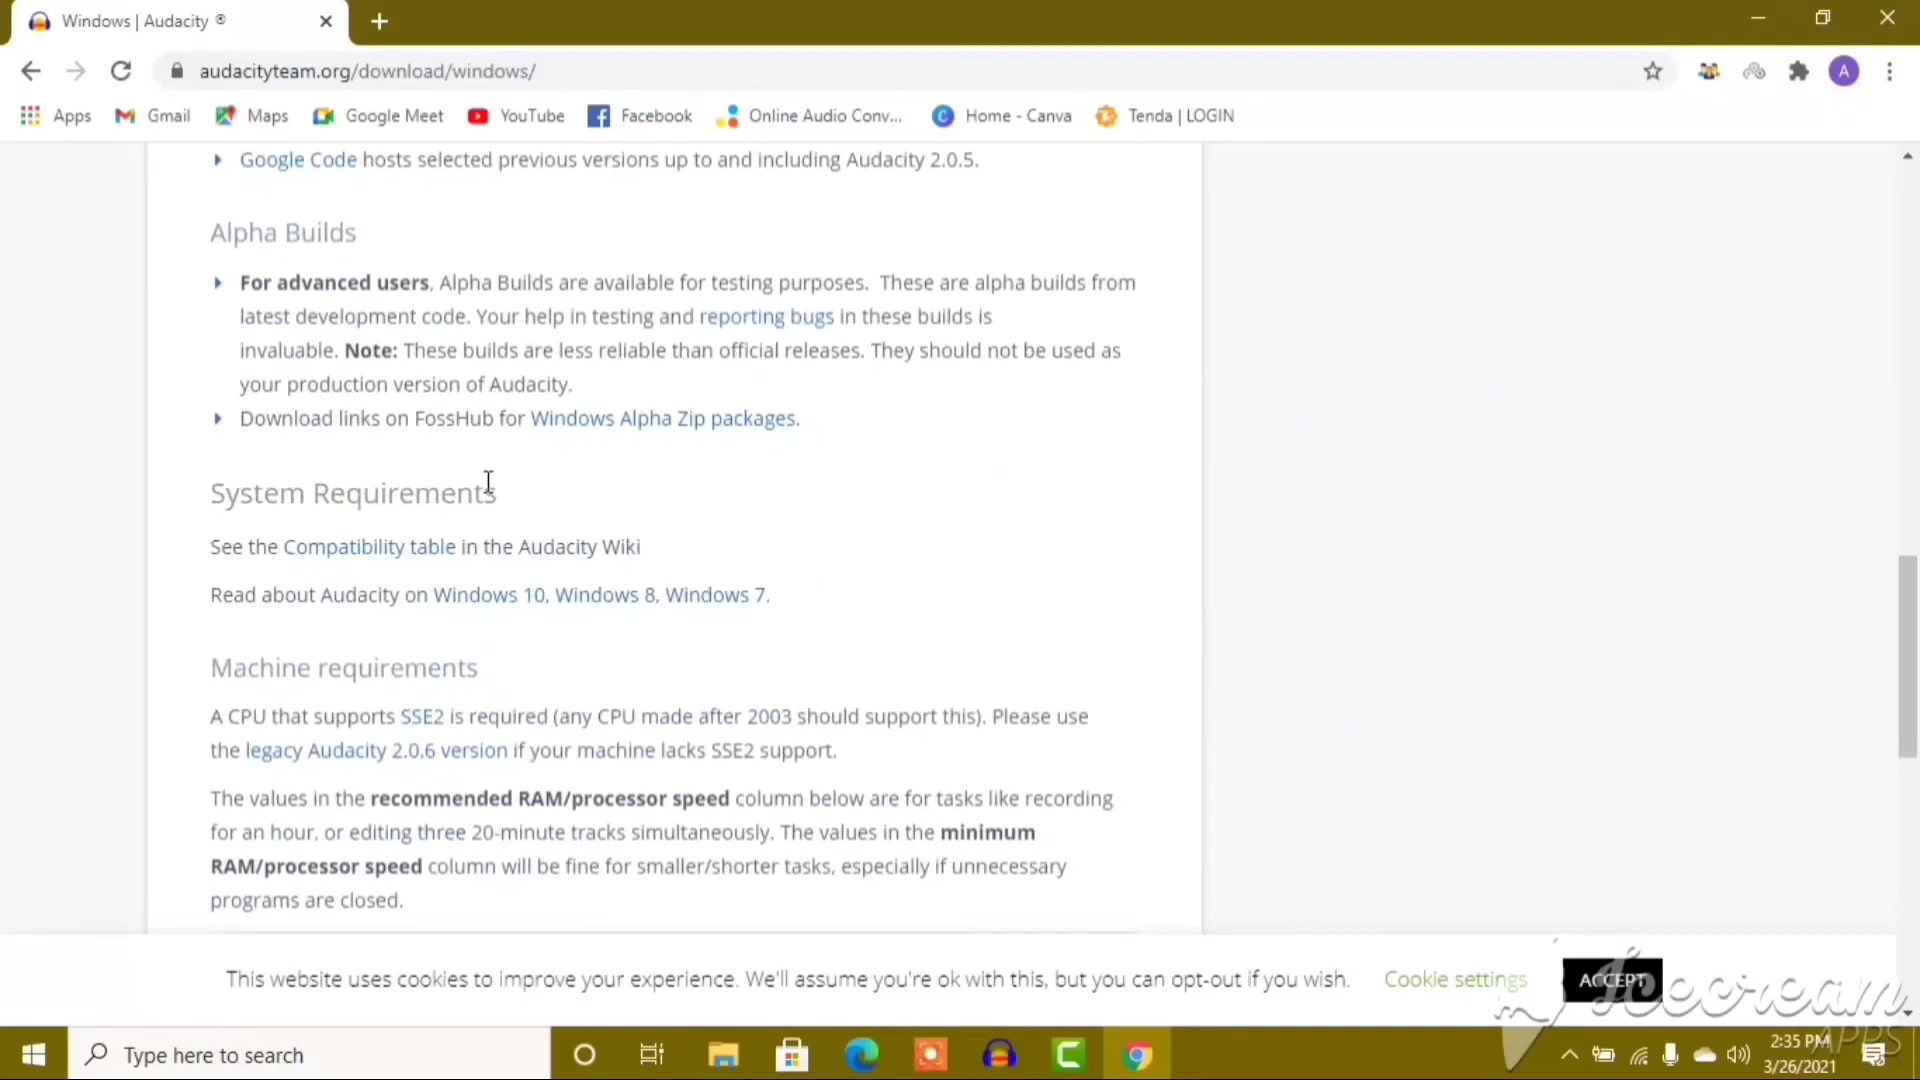 Windows | Audacity ®
audacityteam.org/download/windows/
A
Apps Gmail Maps Google Meet YouTube Facebook Online Audio Conv... Home - Canva Tenda | LOGIN
Google Code hosts selected previous versions up to and including Audacity 2.0.5.
Alpha Builds
For advanced users, Alpha Builds are available for testing purposes. These are alpha builds from
latest development code. Your help in testing and reporting bugs in these builds is
invaluable. Note: These builds are less reliable than official releases. They should not be used as
your production version of Audacity.
Download links on FossHub for Windows Alpha Zip packages.
System Requirements
See the Compatibility table in the Audacity Wiki
Read about Audacity on Windows 10, Windows 8, Windows 7.
Machine requirements
A CPU that supports SSE2 is required (any CPU made after 2003 should support this). Please use
the legacy Audacity 2.0.6 version if your machine lacks SSE2 support.
The values in the recommended RAM/processor speed column below are for tasks like recording
for an hour, or editing three 20-minute tracks simultaneously. The values in the minimum
RAM/processor speed column will be fine for smaller/shorter tasks, especially if unnecessary
programs are closed.
This website uses cookies to improve your experience. We'll assume you're ok with this, but you can opt-out if you wish. Cookie settings ACCEPT
Icecream
APPS
Type here to search
2:35 PM
3/26/2021